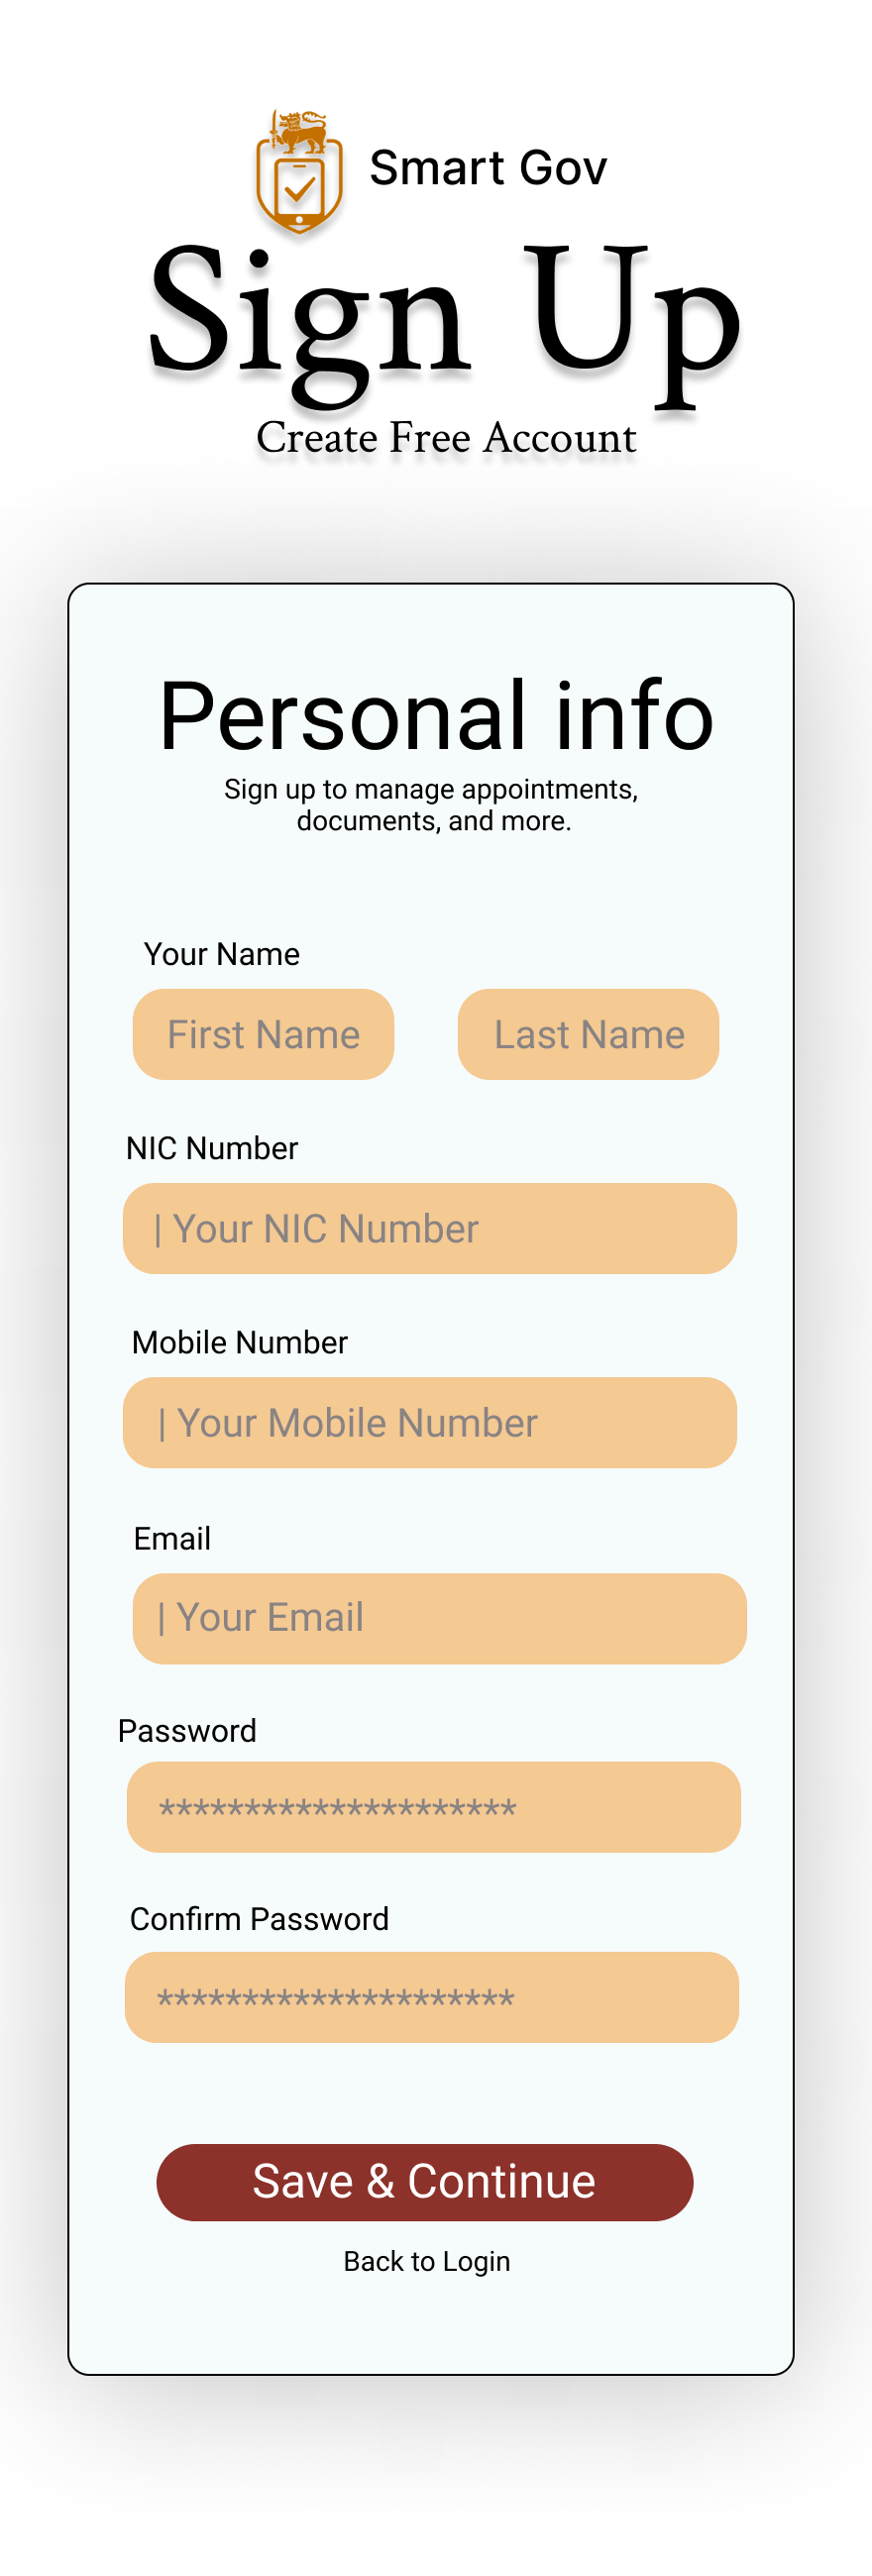 Smart Gov
Sign Up
Create Free Account
Personal info
Sign up to manage appointments,
documents, and more.
Your Name
First Name Last Name
NIC Number
| Your NIC Number
Mobile Number
| Your Mobile Number
Email
| Your Email
Password
*********************
Confirm Password
*********************
Save & Continue
Back to Login